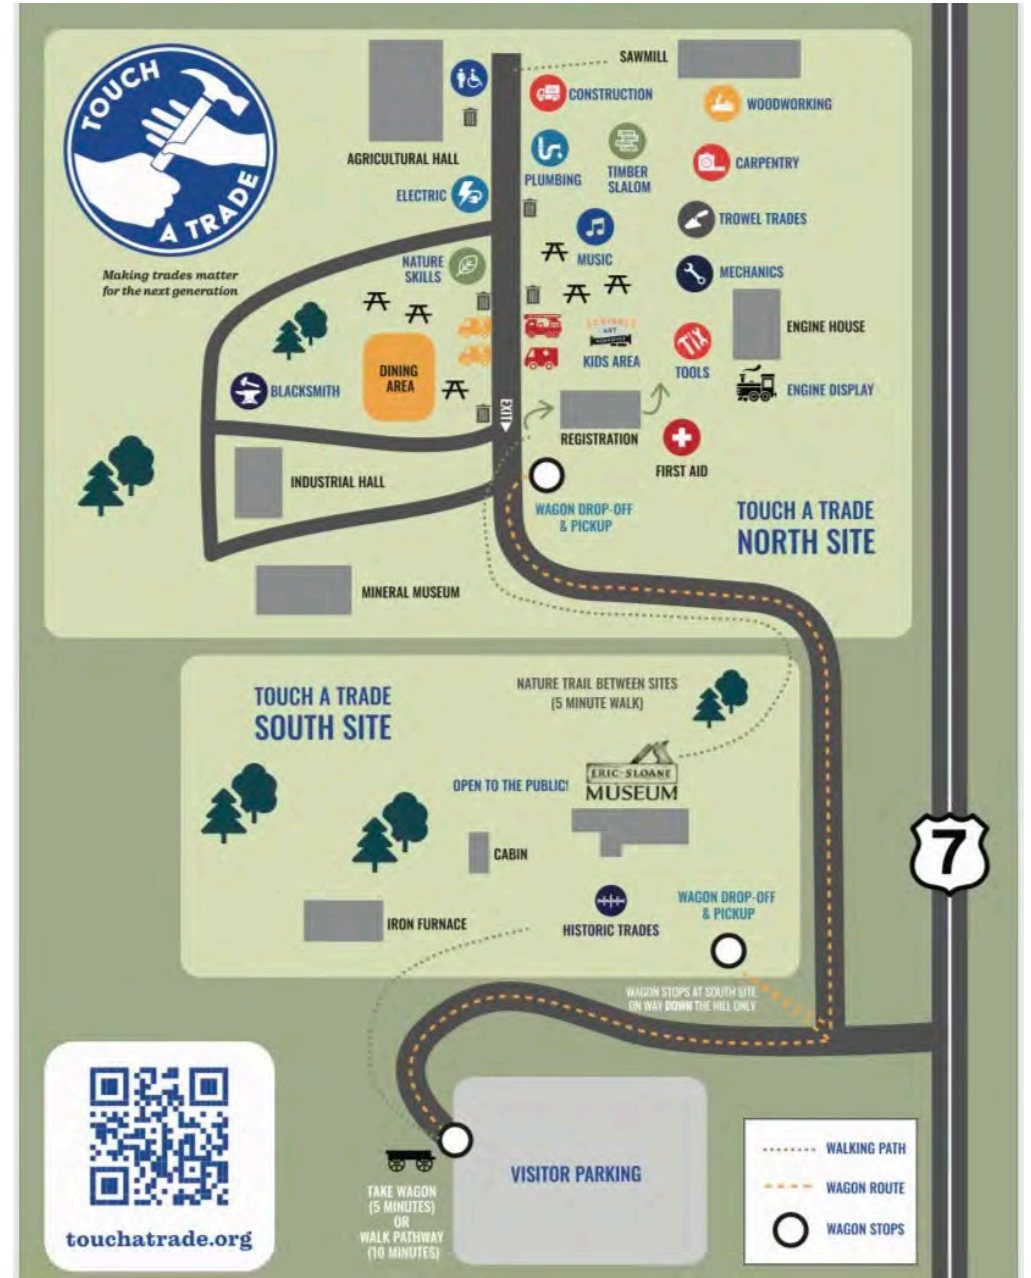 TOUCH
A TRADE
Making trades matter
for the next generation
SAWMILL
CONSTRUCTION
WOODWORKING
AGRICULTURAL HALL
PLUMBING
TIMBER
SLALOM
CARPENTRY
ELECTRIC
TROWEL TRADES
NATURE
SKILLS
MUSIC
MECHANICS
ENGINE HOUSE
SCRIBBLE
ART
WORKSHOP
KIDS AREA
TOOLS
DINING
AREA
BLACKSMITH
ENGINE DISPLAY
EXIT
REGISTRATION
FIRST AID
INDUSTRIAL HALL
WAGON DROP-OFF
& PICKUP
TOUCH A TRADE
NORTH SITE
MINERAL MUSEUM
TOUCH A TRADE
SOUTH SITE
NATURE TRAIL BETWEEN SITES
(5 MINUTE WALK)
OPEN TO THE PUBLIC!
ERIC·SLOANE
MUSEUM
CABIN
7
IRON FURNACE
HISTORIC TRADES
WAGON DROP-OFF
& PICKUP
WAGON STOPS AT SOUTH SITE
ON WAY DOWN THE HILL ONLY
touchatrade.org
TAKE WAGON
(5 MINUTES)
OR
WALK PATHWAY
(10 MINUTES)
VISITOR PARKING
WALKING PATH
WAGON ROUTE
WAGON STOPS